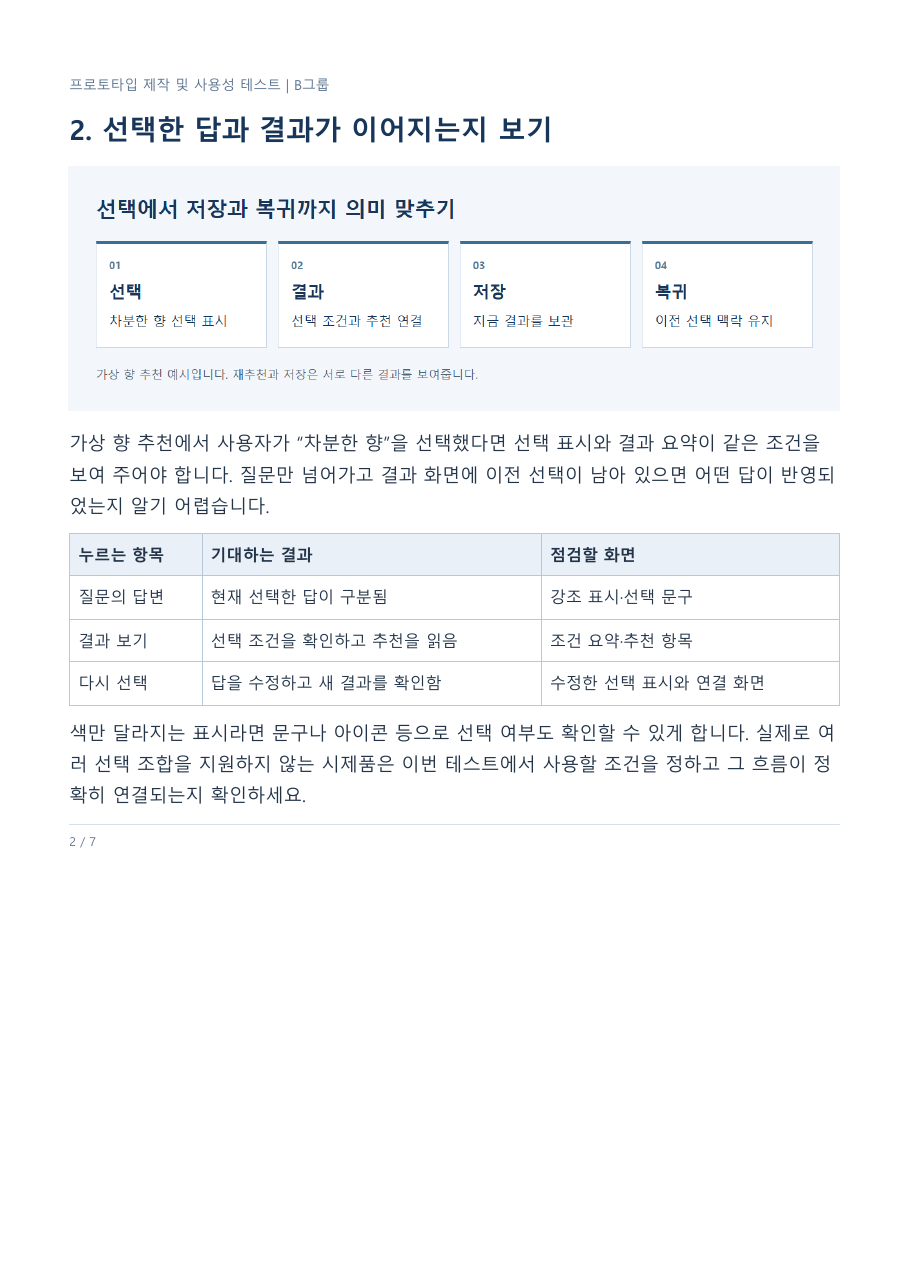 프로토타입 제작 및 사용성 테스트 | B그룹
2. 선택한 답과 결과가 이어지는지 보기
선택에서 저장과 복귀까지 의미 맞추기
01
선택
차분한 향 선택 표시
02
결과
선택 조건과 추천 연결
03
저장
지금 결과를 보관
04
복귀
이전 선택 맥락 유지
가상 향 추천 예시입니다. 재추천과 저장은 서로 다른 결과를 보여줍니다.
가상 향 추천에서 사용자가 “차분한 향”을 선택했다면 선택 표시와 결과 요약이 같은 조건을
보여 주어야 합니다. 질문만 넘어가고 결과 화면에 이전 선택이 남아 있으면 어떤 답이 반영되
었는지 알기 어렵습니다.
누르는 항목 기대하는 결과 점검할 화면
질문의 답변 현재 선택한 답이 구분됨 강조 표시·선택 문구
결과 보기 선택 조건을 확인하고 추천을 읽음 조건 요약·추천 항목
다시 선택 답을 수정하고 새 결과를 확인함 수정한 선택 표시와 연결 화면
색만 달라지는 표시라면 문구나 아이콘 등으로 선택 여부도 확인할 수 있게 합니다. 실제로 여
러 선택 조합을 지원하지 않는 시제품은 이번 테스트에서 사용할 조건을 정하고 그 흐름이 정
확히 연결되는지 확인하세요.
2 / 7